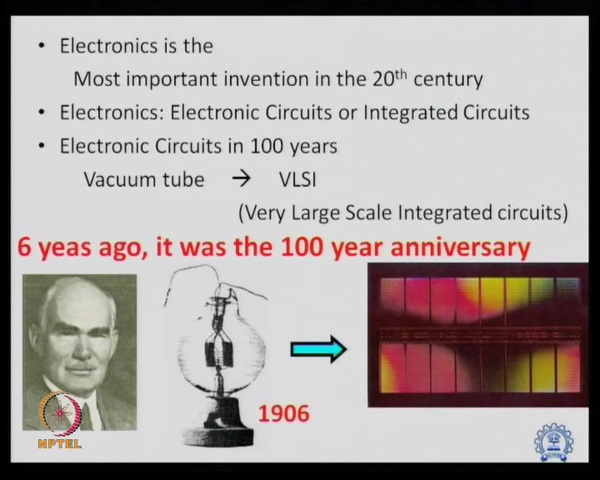 • Electronics is the
Most important invention in the 20th century
• Electronics: Electronic Circuits or Integrated Circuits
• Electronic Circuits in 100 years
Vacuum tube → VLSI
(Very Large Scale Integrated circuits)
6 yeas ago, it was the 100 year anniversary
1906
NPTEL